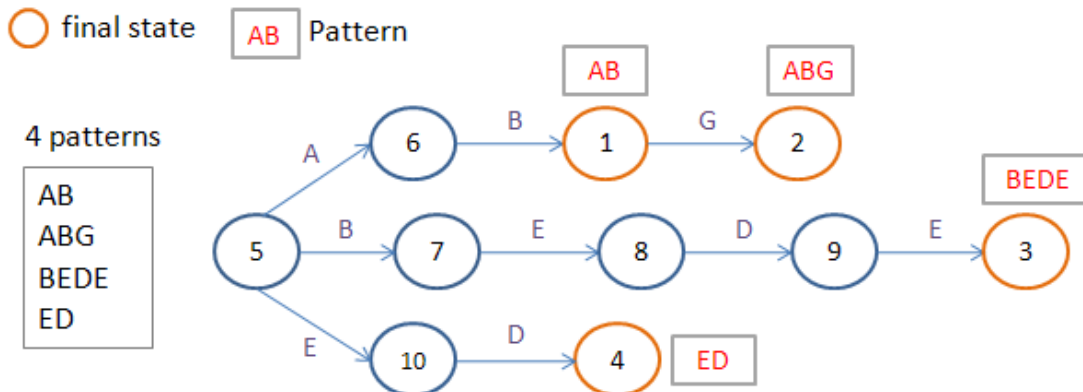 final state
AB Pattern
AB
ABG
4 patterns
A
6
B
1
G
2
AB
ABG
BEDE
ED
BEDE
5
B
7
E
8
D
9
E
3
E
10
D
4
ED